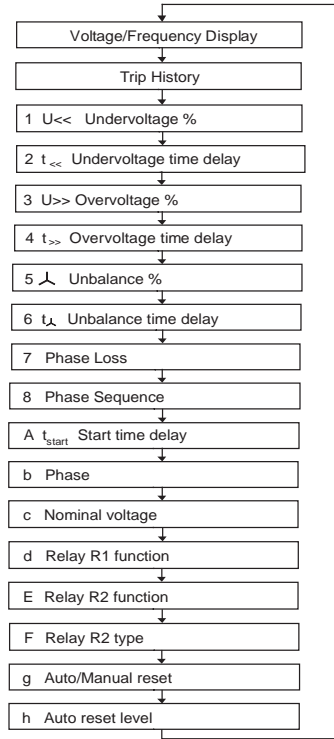 Voltage/Frequency Display
Trip History
1 U<< Undervoltage %
2 t<< Undervoltage time delay
3 U>> Overvoltage %
4 t>> Overvoltage time delay
5 Unbalance %
6 t Unbalance time delay
7 Phase Loss
8 Phase Sequence
A tstart Start time delay
b Phase
c Nominal voltage
d Relay R1 function
E Relay R2 function
F Relay R2 type
g Auto/Manual reset
h Auto reset level